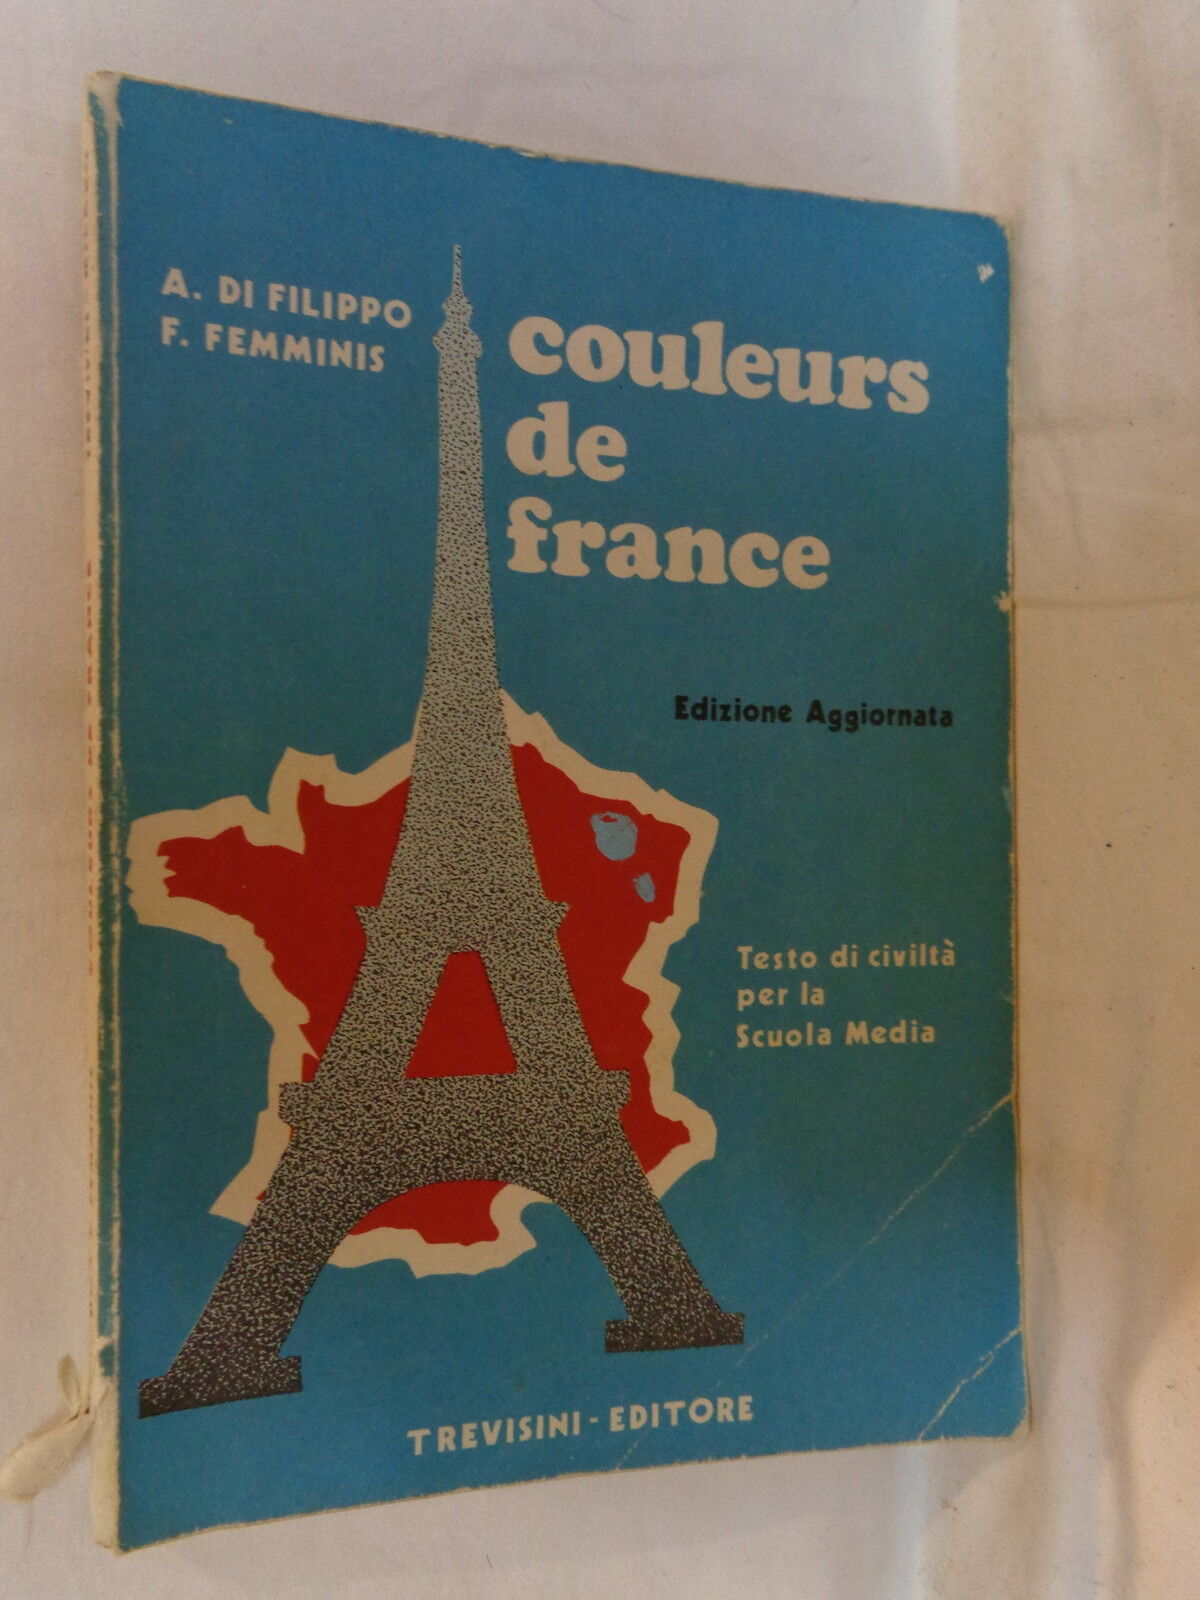 A. DI FILIPPO
F. FEMMINIS
couleurs
de
france
Edizione Aggiornata
Testo di civiltà
per la
Scuola Media
TREVISINI - EDITORE